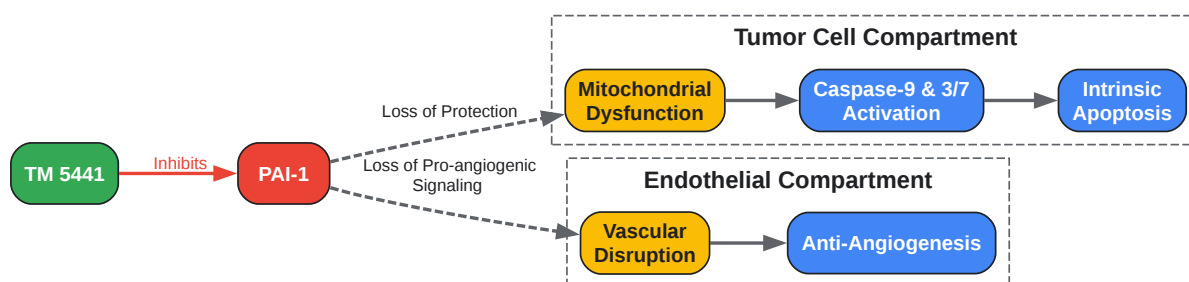 Tumor Cell Compartment
Mitochondrial
Dysfunction
Caspase-9 & 3/7
Activation
Intrinsic
Apoptosis
Loss of Protection
TM 5441
Inhibits
PAI-1
Loss of Pro-angiogenic
Signaling
Endothelial Compartment
Vascular
Disruption
Anti-Angiogenesis